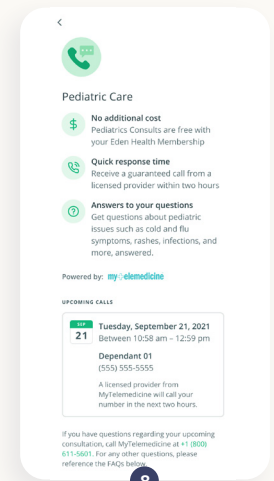 Pediatric Care
No additional cost
Pediatrics Consults are free with
your Eden Health Membership
Quick response time
Receive a guaranteed call from a
licensed provider within two hours
Answers to your questions
Get questions about pediatric
issues such as cold and flu
symptoms, rashes, infections, and
more, answered.
Powered by: myTelemedicine
UPCOMING CALLS
SEP
21
Tuesday, September 21, 2021
Between 10:58 am – 12:59 pm
Dependant 01
(555) 555-5555
A licensed provider from
MyTelemedicine will call your
number in the next two hours.
If you have questions regarding your upcoming
consultation, call MyTelemedicine at +1 (800)
611-5601. For any other questions, please
reference the FAQs below
8